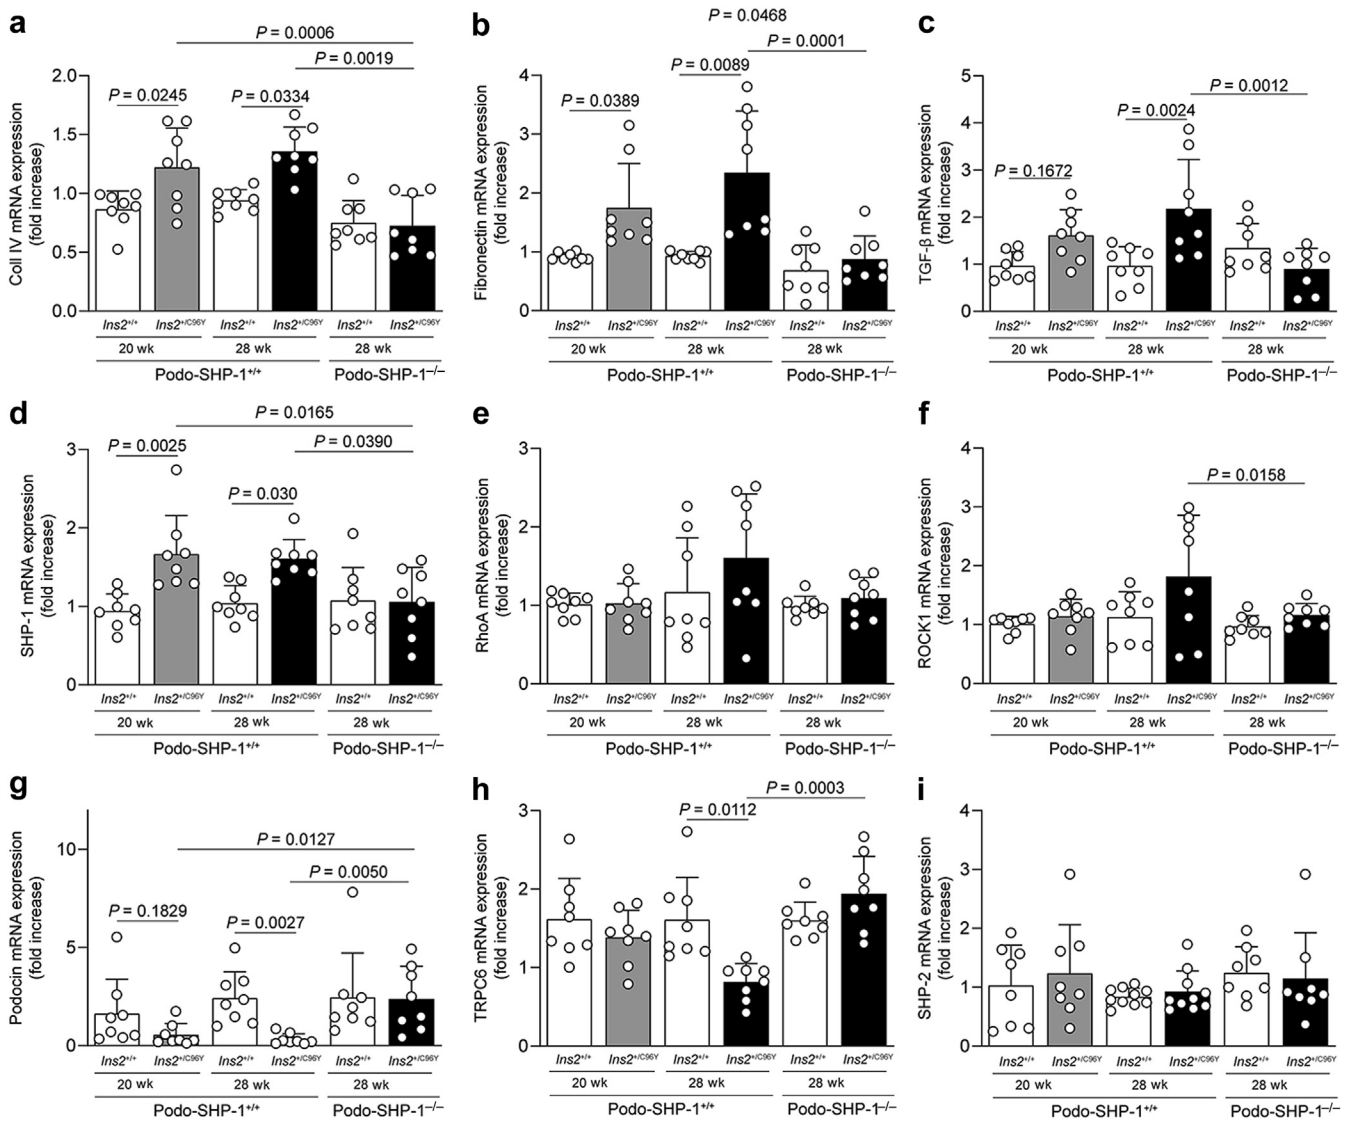 a
P = 0.0006
P = 0.0019
P = 0.0245
P = 0.0334
Coll IV mRNA expression
(fold increase)
2.0
1.5
1.0
0.5
0.0
Ins2+/+ Ins2+/C96Y Ins2+/+ Ins2+/C96Y Ins2+/+ Ins2+/C96Y
20 wk 28 wk 28 wk
Podo-SHP-1+/+ Podo-SHP-1–/–
b
P = 0.0468
P = 0.0001
P = 0.0089
P = 0.0389
Fibronectin mRNA expression
(fold increase)
4
3
2
1
0
Ins2+/+ Ins2+/C96Y Ins2+/+ Ins2+/C96Y Ins2+/+ Ins2+/C96Y
20 wk 28 wk 28 wk
Podo-SHP-1+/+ Podo-SHP-1–/–
c
P = 0.0012
P = 0.0024
P = 0.1672
TGF-β mRNA expression
(fold increase)
5
4
3
2
1
0
Ins2+/+ Ins2+/C96Y Ins2+/+ Ins2+/C96Y Ins2+/+ Ins2+/C96Y
20 wk 28 wk 28 wk
Podo-SHP-1+/+ Podo-SHP-1–/–
d
P = 0.0165
P = 0.0390
P = 0.0025
P = 0.030
SHP-1 mRNA expression
(fold increase)
3
2
1
0
Ins2+/+ Ins2+/C96Y Ins2+/+ Ins2+/C96Y Ins2+/+ Ins2+/C96Y
20 wk 28 wk 28 wk
Podo-SHP-1+/+ Podo-SHP-1–/–
e
RhoA mRNA expression
(fold increase)
3
2
1
0
Ins2+/+ Ins2+/C96Y Ins2+/+ Ins2+/C96Y Ins2+/+ Ins2+/C96Y
20 wk 28 wk 28 wk
Podo-SHP-1+/+ Podo-SHP-1–/–
f
P = 0.0158
ROCK1 mRNA expression
(fold increase)
4
3
2
1
0
Ins2+/+ Ins2+/C96Y Ins2+/+ Ins2+/C96Y Ins2+/+ Ins2+/C96Y
20 wk 28 wk 28 wk
Podo-SHP-1+/+ Podo-SHP-1–/–
g
P = 0.0127
P = 0.0050
P = 0.1829
P = 0.0027
Podocin mRNA expression
(fold increase)
10
5
0
Ins2+/+ Ins2+/C96Y Ins2+/+ Ins2+/C96Y Ins2+/+ Ins2+/C96Y
20 wk 28 wk 28 wk
Podo-SHP-1+/+ Podo-SHP-1–/–
h
P = 0.0003
P = 0.0112
TRPC6 mRNA expression
(fold increase)
3
2
1
0
Ins2+/+ Ins2+/C96Y Ins2+/+ Ins2+/C96Y Ins2+/+ Ins2+/C96Y
20 wk 28 wk 28 wk
Podo-SHP-1+/+ Podo-SHP-1–/–
i
SHP-2 mRNA expression
(fold increase)
4
3
2
1
0
Ins2+/+ Ins2+/C96Y Ins2+/+ Ins2+/C96Y Ins2+/+ Ins2+/C96Y
20 wk 28 wk 28 wk
Podo-SHP-1+/+ Podo-SHP-1–/–